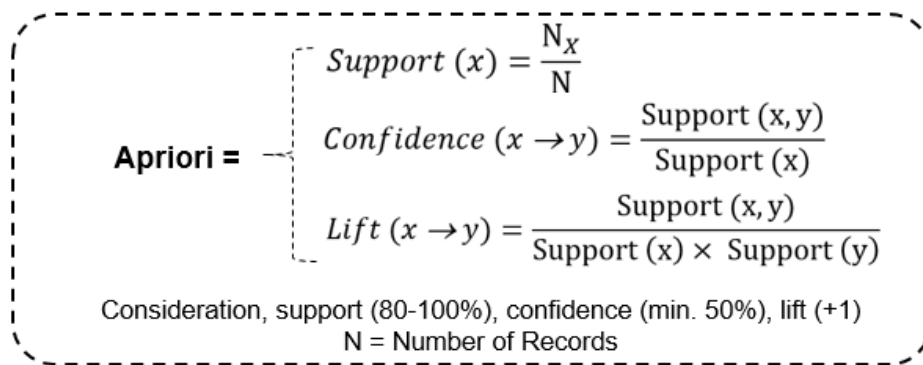 Support (x) = N_X / N
Apriori =
Confidence (x → y) = Support (x, y) / Support (x)
Lift (x → y) = Support (x, y) / Support (x) × Support (y)
Consideration, support (80-100%), confidence (min. 50%), lift (+1)
N = Number of Records